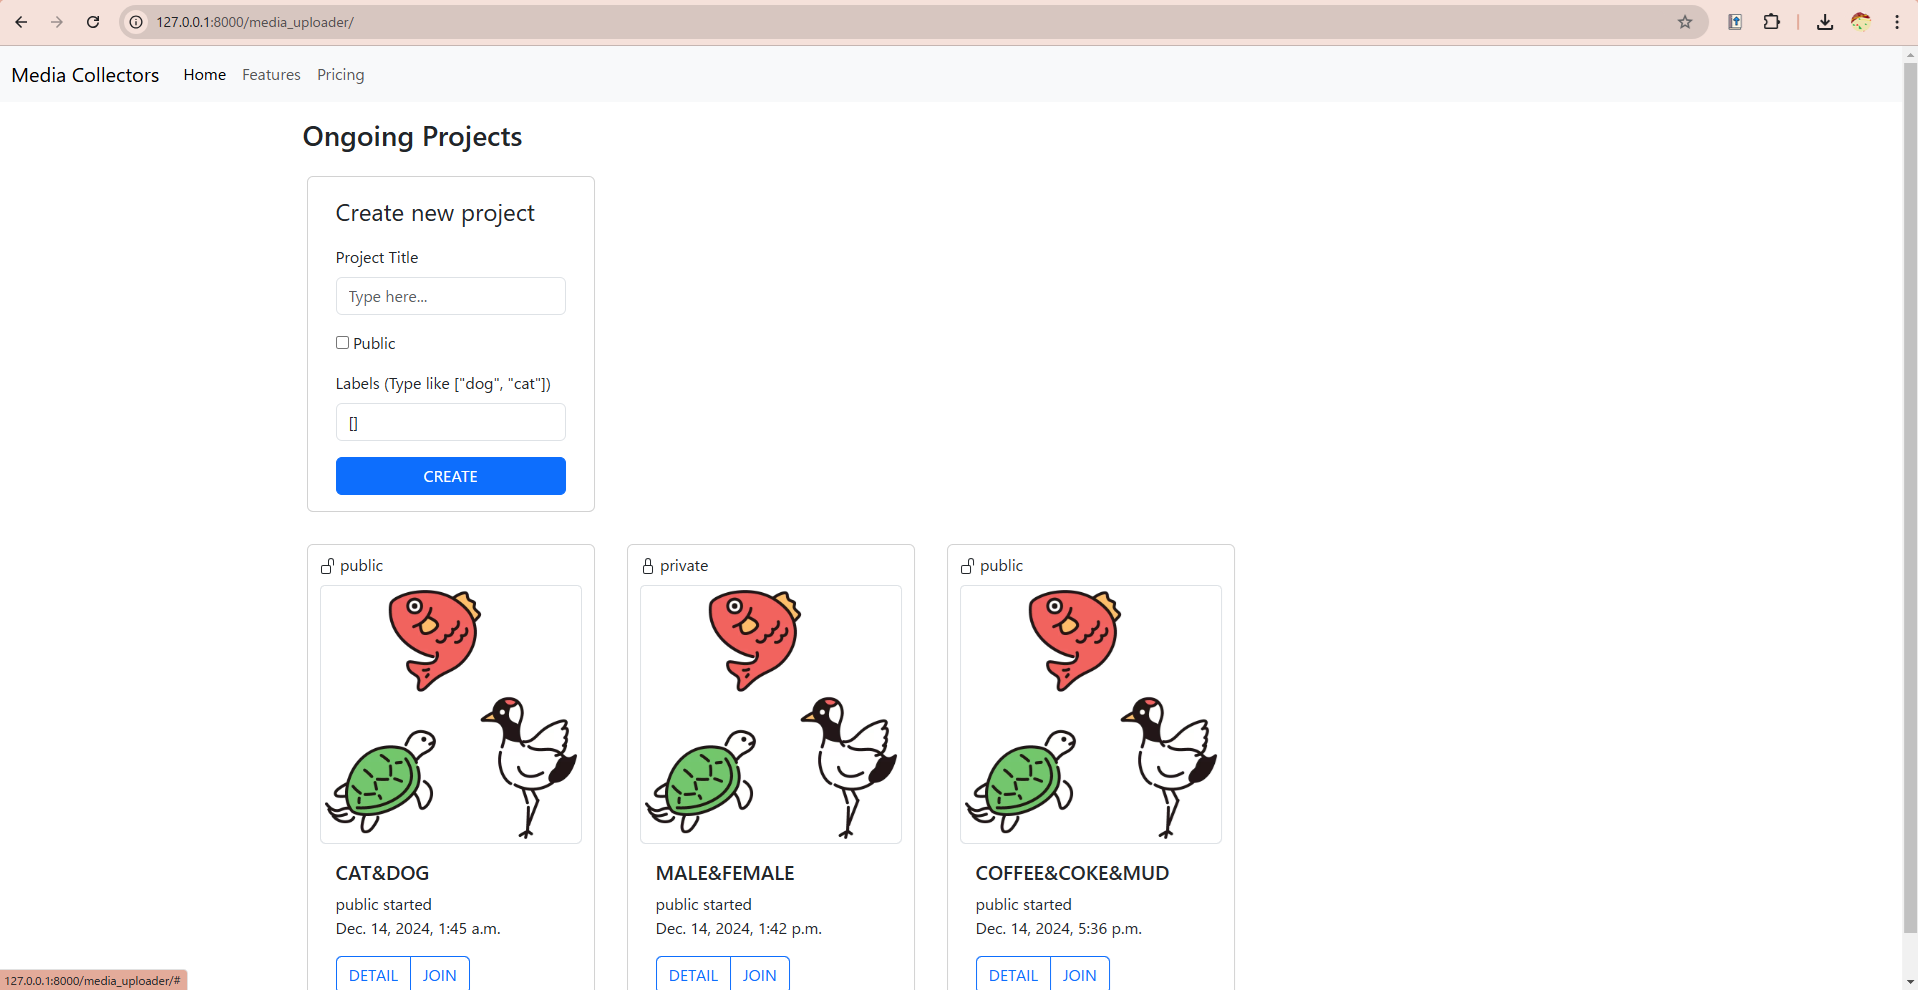 127.0.0.1:8000/media_uploader/
Media Collectors Home Features Pricing
Ongoing Projects
Create new project
Project Title
Type here...
Public
Labels (Type like ["dog", "cat"])
[]
CREATE
public
private
public
CAT&DOG
public started
Dec. 14, 2024, 1:45 a.m.
DETAIL JOIN
MALE&FEMALE
public started
Dec. 14, 2024, 1:42 p.m.
DETAIL JOIN
COFFEE&COKE&MUD
public started
Dec. 14, 2024, 5:36 p.m.
DETAIL JOIN
127.0.0.1:8000/media_uploader/#